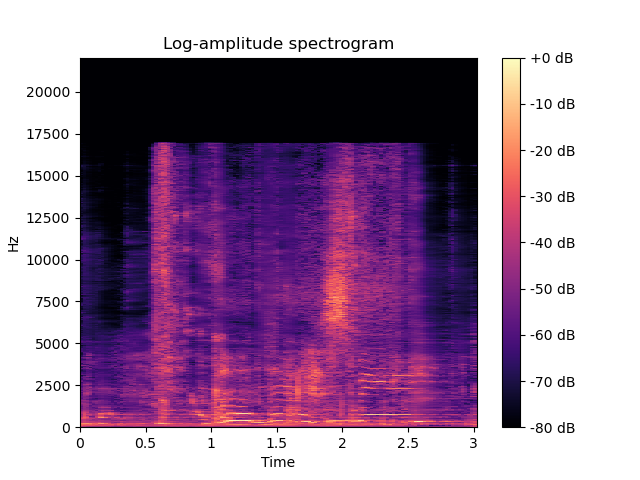 Log-amplitude spectrogram
20000
17500
15000
12500
10000
7500
5000
2500
0
Hz
0 0.5 1 1.5 2 2.5 3
Time
+0 dB
-10 dB
-20 dB
-30 dB
-40 dB
-50 dB
-60 dB
-70 dB
-80 dB